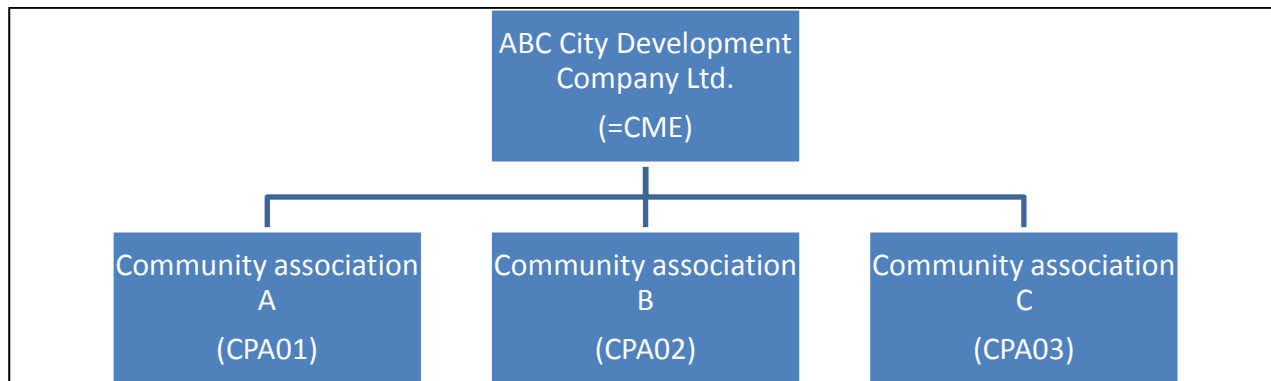 ABC City Development
Company Ltd.
(=CME)
Community association
A
(CPA01)
Community association
B
(CPA02)
Community association
C
(CPA03)